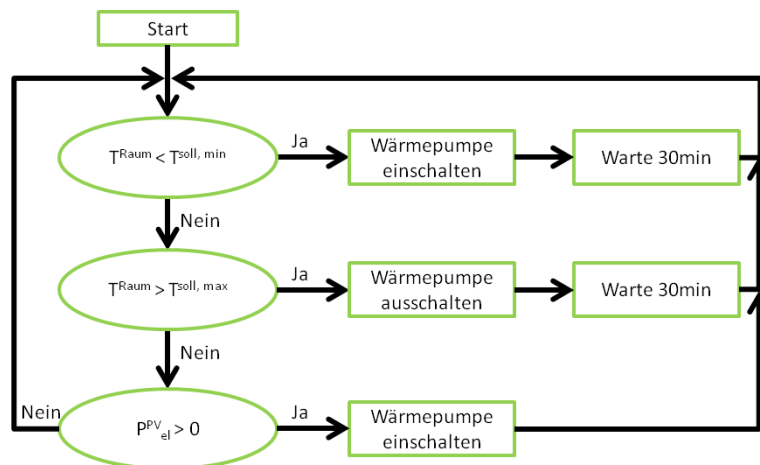 Start
T^Raum < T^soll, min
Ja
Wärmepumpe
einschalten
Warte 30min
Nein
T^Raum > T^soll, max
Ja
Wärmepumpe
ausschalten
Warte 30min
Nein
Nein
P^PV_el > 0
Ja
Wärmepumpe
einschalten